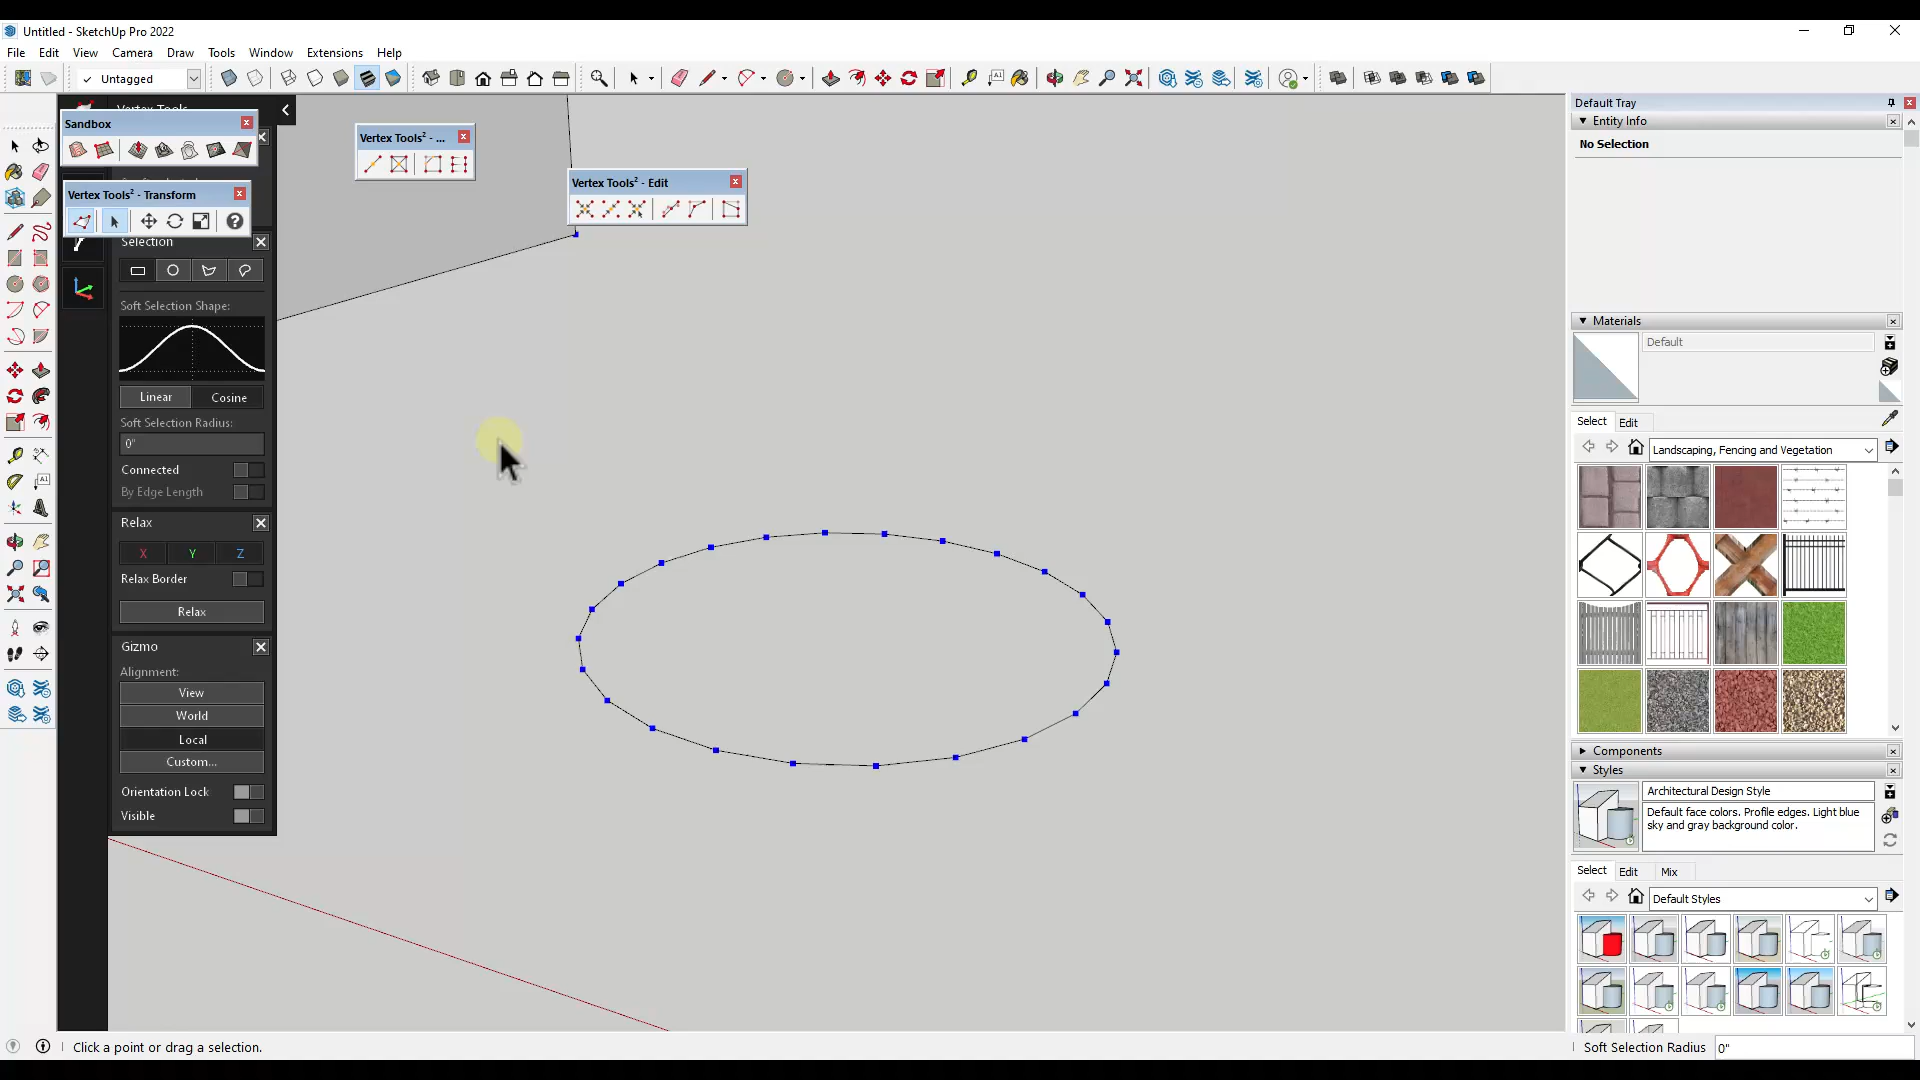 Untitled - SketchUp Pro 2022
File Edit View Camera Draw Tools Window Extensions Help
Untagged
Default Tray
Entity Info
No Selection
Sandbox
Vertex Tools² - ...
Vertex Tools² - Edit
Vertex Tools² - Transform
Selection
Soft Selection Shape:
Linear Cosine
Soft Selection Radius:
0"
Connected
By Edge Length
Relax
X Y Z
Relax Border
Relax
Gizmo
Alignment:
View
World
Local
Custom...
Orientation Lock
Visible
Materials
Default
Select Edit
Landscaping, Fencing and Vegetation
Components
Styles
Architectural Design Style
Default face colors. Profile edges. Light blue
sky and gray background color.
Select Edit Mix
Default Styles
Click a point or drag a selection.
Soft Selection Radius 0"